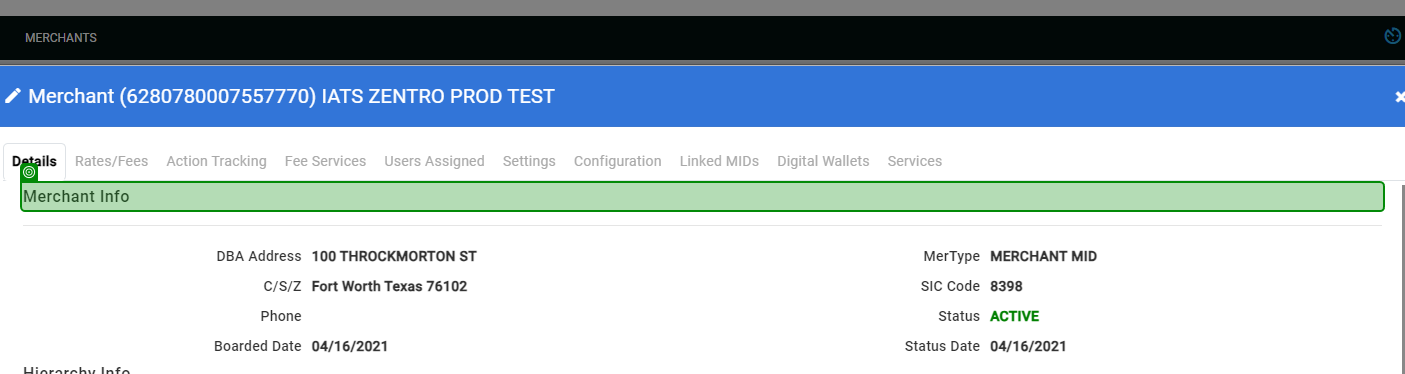 MERCHANTS
Merchant (6280780007557770) IATS ZENTRO PROD TEST
Details Rates/Fees Action Tracking Fee Services Users Assigned Settings Configuration Linked MIDs Digital Wallets Services
Merchant Info
DBA Address 100 THROCKMORTON ST MerType MERCHANT MID
C/S/Z Fort Worth Texas 76102 SIC Code 8398
Phone Status ACTIVE
Boarded Date 04/16/2021 Status Date 04/16/2021
Hierarchy Info